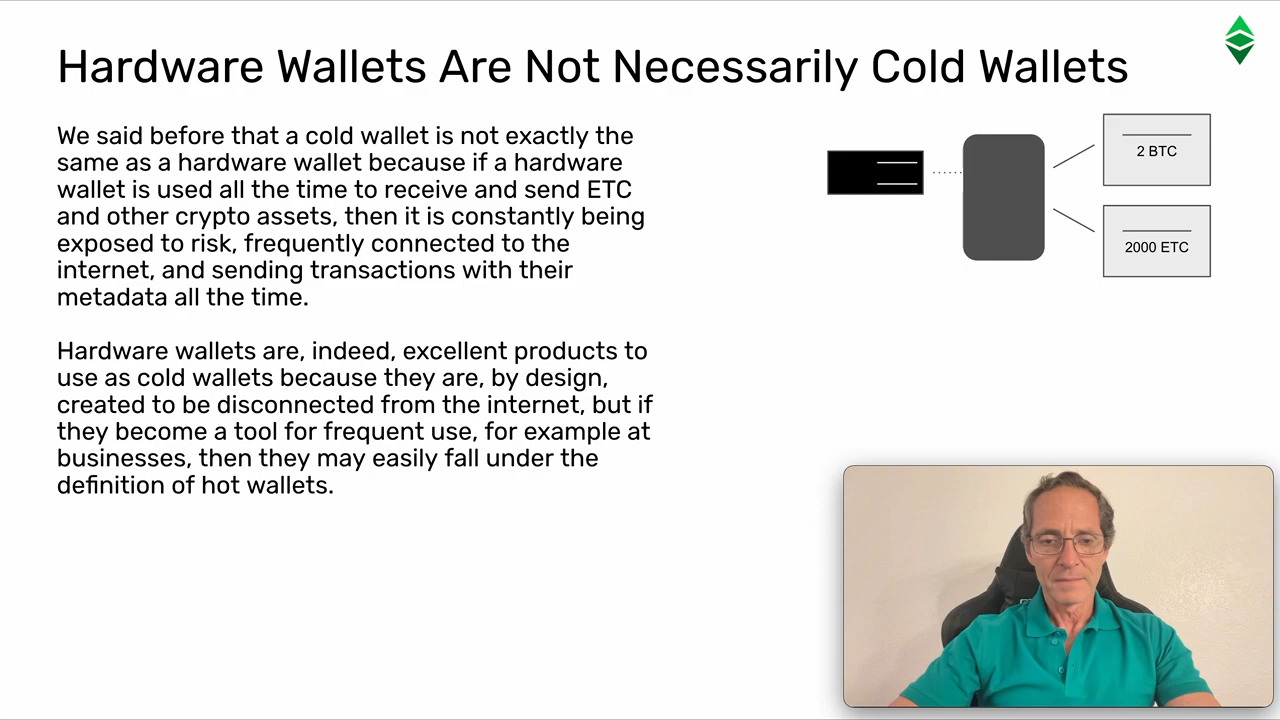 Hardware Wallets Are Not Necessarily Cold Wallets
We said before that a cold wallet is not exactly the
same as a hardware wallet because if a hardware
wallet is used all the time to receive and send ETC
and other crypto assets, then it is constantly being
exposed to risk, frequently connected to the
internet, and sending transactions with their
metadata all the time.
Hardware wallets are, indeed, excellent products to
use as cold wallets because they are, by design,
created to be disconnected from the internet, but if
they become a tool for frequent use, for example at
businesses, then they may easily fall under the
definition of hot wallets.
2 BTC
2000 ETC